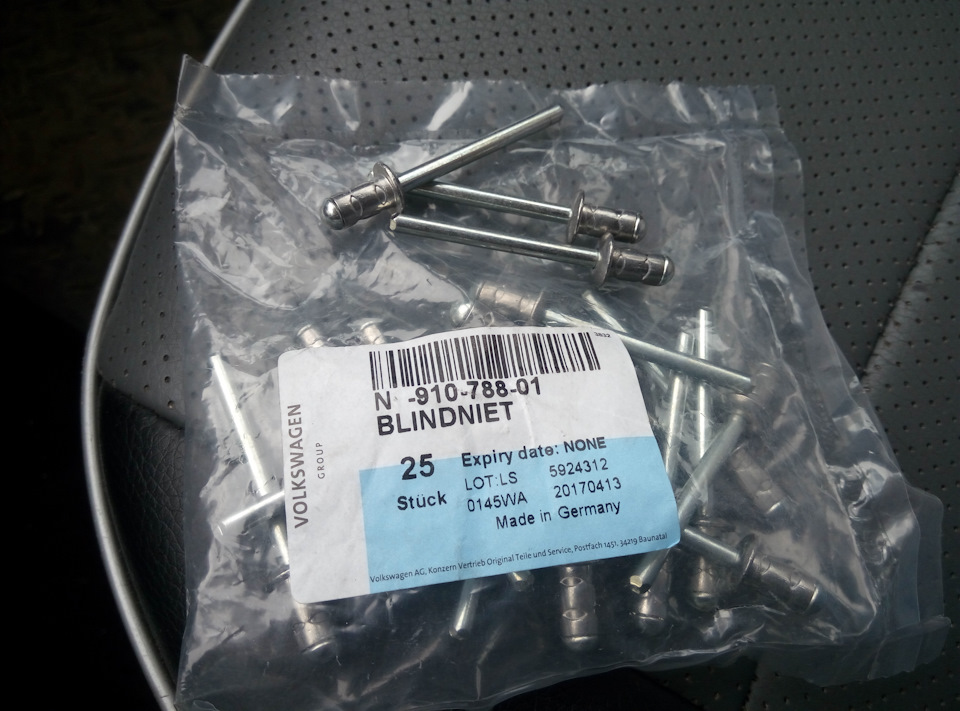 3832
N -910-788-01
BLINDNIET
VOLKSWAGEN
GROUP
25
Stück
Expiry date: NONE
LOT:LS 5924312
0145WA 20170413
Made in Germany
Volkswagen AG, Konzern Vertrieb Original Teile und Service, Postfach 1451, 34219 Baunatal